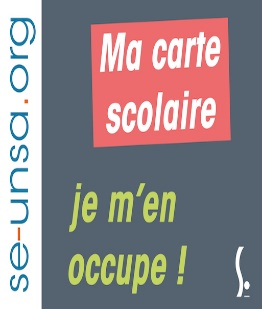 se-unsa.org
Ma carte
scolaire
je m'en
occupe !